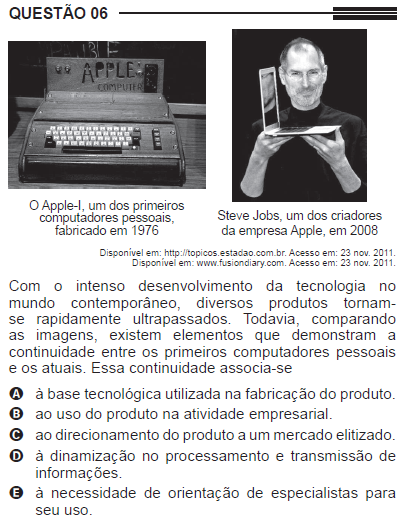 QUESTÃO 06
APPLE
COMPUTER
O Apple-I, um dos primeiros
computadores pessoais,
fabricado em 1976
Steve Jobs, um dos criadores
da empresa Apple, em 2008
Disponível em: http://topicos.estadao.com.br. Acesso em: 23 nov. 2011.
Disponível em: www.fusiondiary.com. Acesso em: 23 nov. 2011.
Com o intenso desenvolvimento da tecnologia no
mundo contemporâneo, diversos produtos tornam-
se rapidamente ultrapassados. Todavia, comparando
as imagens, existem elementos que demonstram a
continuidade entre os primeiros computadores pessoais
e os atuais. Essa continuidade associa-se
A à base tecnológica utilizada na fabricação do produto.
B ao uso do produto na atividade empresarial.
C ao direcionamento do produto a um mercado elitizado.
D à dinamização no processamento e transmissão de
informações.
E à necessidade de orientação de especialistas para
seu uso.